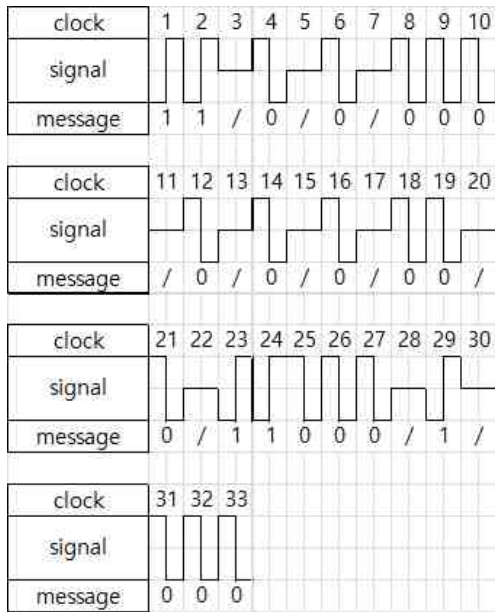 clock 1 2 3 4 5 6 7 8 9 10
signal
message 1 1 / 0 / 0 / 0 0 0
clock 11 12 13 14 15 16 17 18 19 20
signal
message / 0 / 0 / 0 / 0 0 /
clock 21 22 23 24 25 26 27 28 29 30
signal
message 0 / 1 1 0 0 0 / 1 /
clock 31 32 33
signal
message 0 0 0